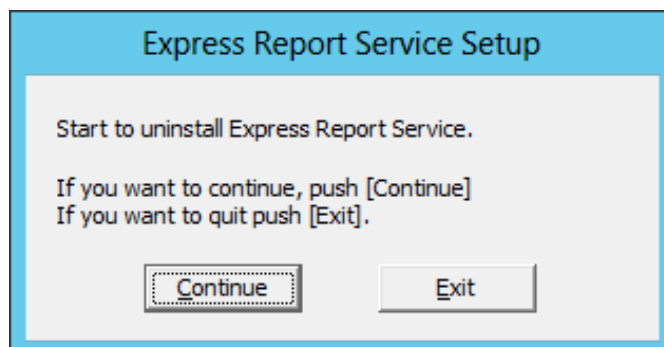 Express Report Service Setup
Start to uninstall Express Report Service.
If you want to continue, push [Continue]
If you want to quit push [Exit].
Continue Exit